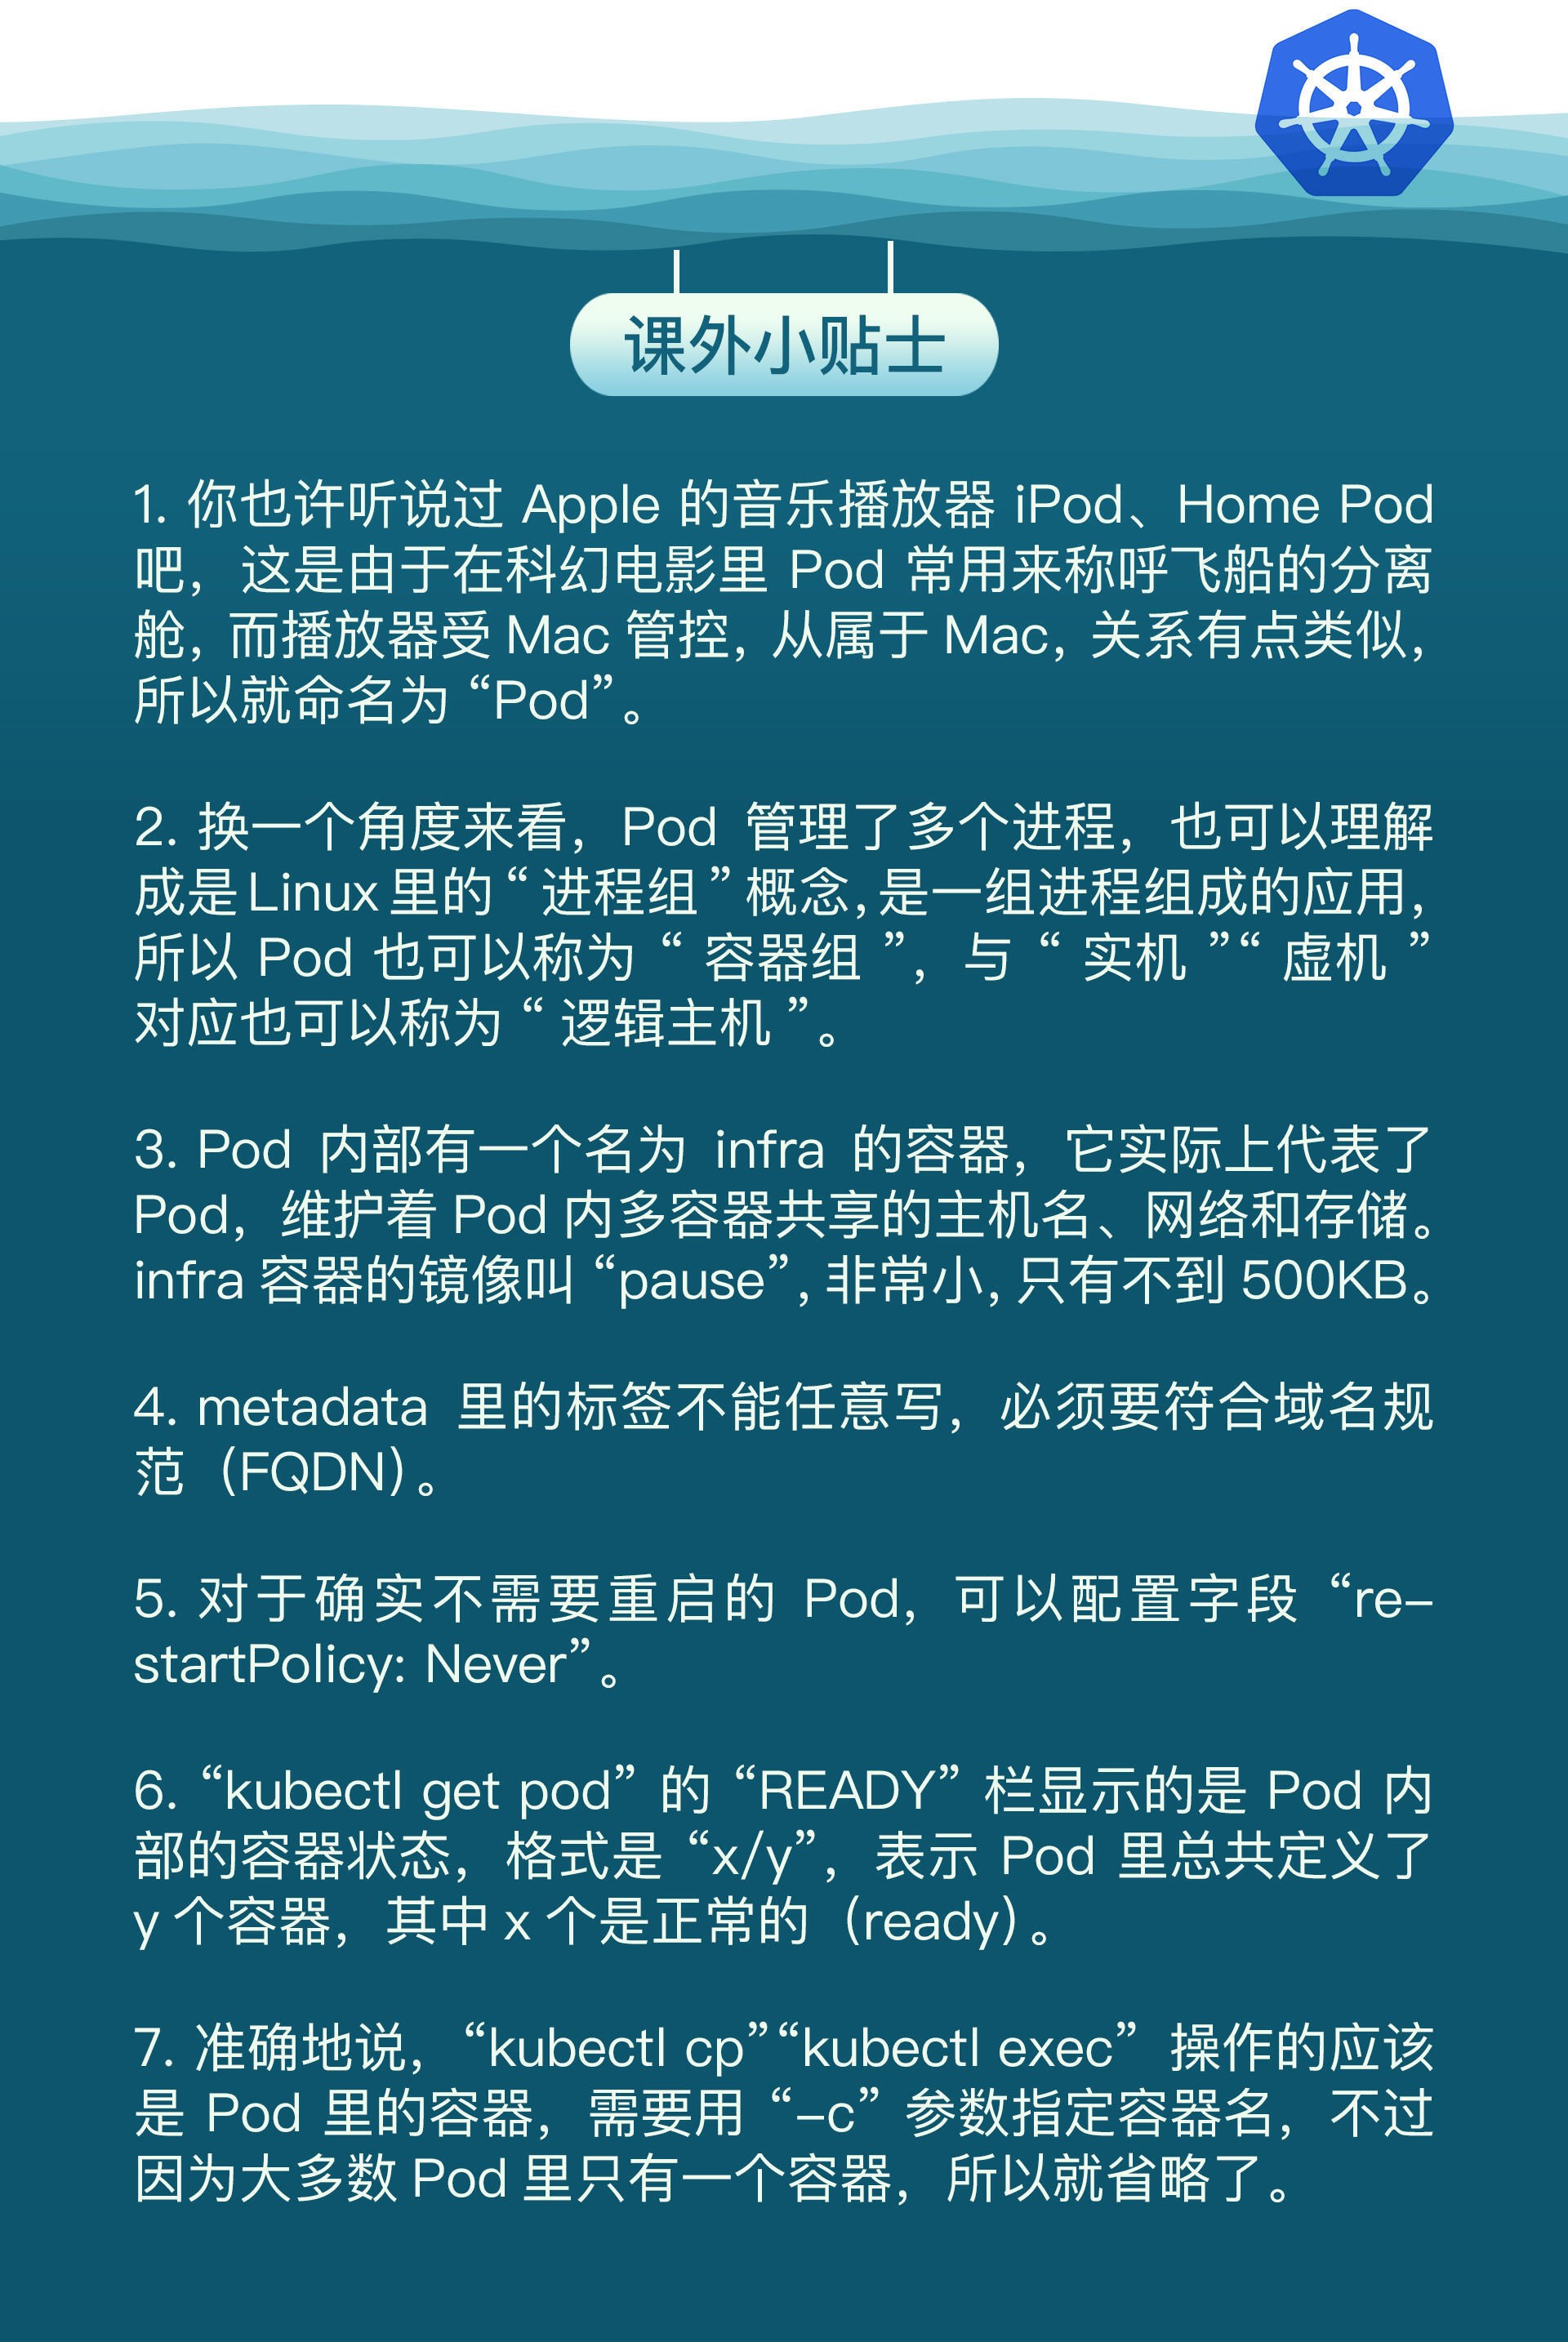 课外小贴士
1. 你也许听说过 Apple 的音乐播放器 iPod、Home Pod
吧，这是由于在科幻电影里 Pod 常用来称呼飞船的分离
舱，而播放器受 Mac 管控，从属于 Mac，关系有点类似，
所以就命名为 “Pod”。
2. 换一个角度来看，Pod 管理了多个进程，也可以理解
成是 Linux 里的 “ 进程组 ” 概念，是一组进程组成的应用，
所以 Pod 也可以称为 “ 容器组 ”，与 “ 实机 ”“ 虚机 ”
对应也可以称为 “ 逻辑主机 ”。
3. Pod 内部有一个名为 infra 的容器，它实际上代表了
Pod，维护着 Pod 内多容器共享的主机名、网络和存储。
infra 容器的镜像叫 “pause”，非常小，只有不到 500KB。
4. metadata 里的标签不能任意写，必须要符合域名规
范（FQDN）。
5. 对于确实不需要重启的 Pod，可以配置字段 “re-
startPolicy: Never”。
6. “kubectl get pod” 的 “READY” 栏显示的是 Pod 内
部的容器状态，格式是 “x/y”，表示 Pod 里总共定义了
y 个容器，其中 x 个是正常的（ready）。
7. 准确地说，“kubectl cp”“kubectl exec” 操作的应该
是 Pod 里的容器，需要用 “-c” 参数指定容器名，不过
因为大多数 Pod 里只有一个容器，所以就省略了。